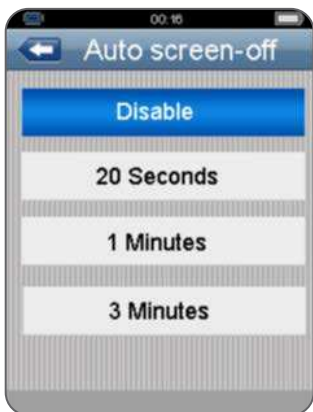 00:16
Auto screen-off
Disable
20 Seconds
1 Minutes
3 Minutes